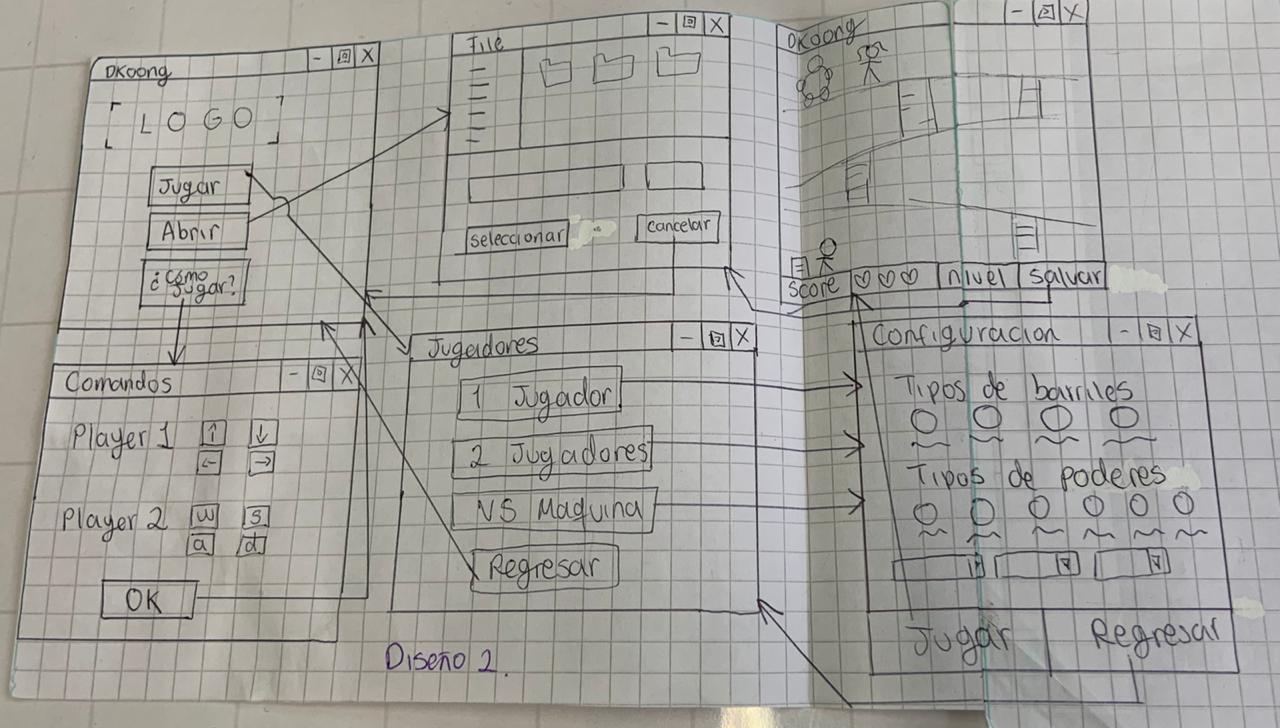 DKoong
LOGO
Jugar
Abrir
¿Cómo
Jugar?
File
seleccionar
cancelar
DKoong
Score
nivel
salvar
Comandos
Player 1 ↑ ↓
← →
Player 2 w s
a d
OK
Jugadores
1 Jugador
2 Jugadores
VS Maquina
Regresar
Configuracion
Tipos de barriles
Tipos de poderes
Jugar
Regresar
Diseño 2.